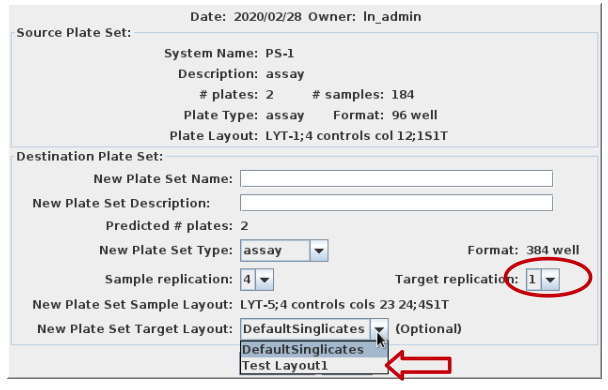 Date: 2020/02/28 Owner: ln_admin
Source Plate Set:
System Name: PS-1
Description: assay
# plates: 2 # samples: 184
Plate Type: assay Format: 96 well
Plate Layout: LYT-1;4 controls col 12;1S1T
Destination Plate Set:
New Plate Set Name:
New Plate Set Description:
Predicted # plates: 2
New Plate Set Type: assay Format: 384 well
Sample replication: 4 Target replication: 1
New Plate Set Sample Layout: LYT-5;4 controls cols 23 24;4S1T
New Plate Set Target Layout: DefaultSinglicates (Optional)
DefaultSinglicates
Test Layout1